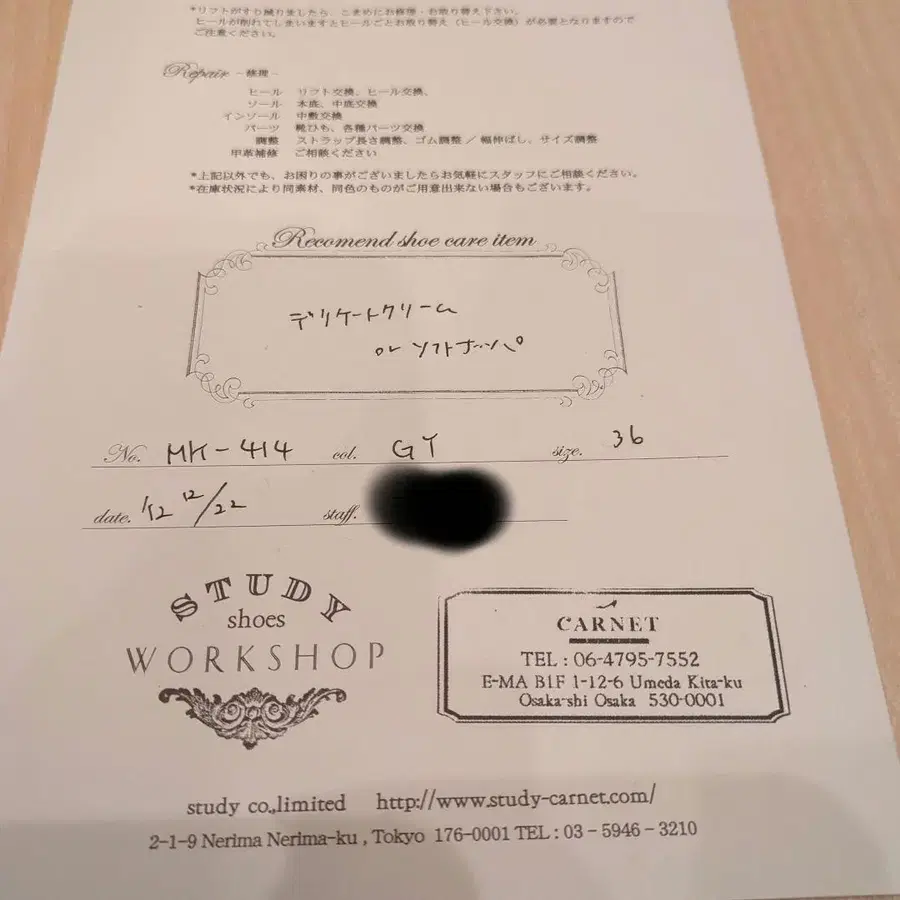 *リフトがすり減りましたら、こまめにお修理・お取り替え下さい。
ヒールが削れてしまいますとヒールごとお取り替え（ヒール交換）が必要となりますので
ご注意ください。
Repair -修理-
ヒール リフト交換、ヒール交換、
ソール 本底、中底交換
インソール 中敷交換
パーツ 靴ひも、各種パーツ交換
調整 ストラップ長さ調整、ゴム調整 / 幅伸ばし、サイズ調整
甲革補修 ご相談ください
*上記以外でも、お困りの事がございましたらお気軽にスタッフにご相談ください。
*在庫状況により同素材、同色のものがご用意出来ない場合もございます。
Recomend shoe care item
デリケートクリーム
or ソフトナッパ
No. MK-414 col. GY size. 36
date. 12/22 staff.
STUDY
shoes
WORKSHOP
CARNET
TEL : 06-4795-7552
E-MA B1F 1-12-6 Umeda Kita-ku
Osaka-shi Osaka 530-0001
study co.,limited http://www.study-carnet.com/
2-1-9 Nerima Nerima-ku , Tokyo 176-0001 TEL : 03 - 5946 - 3210